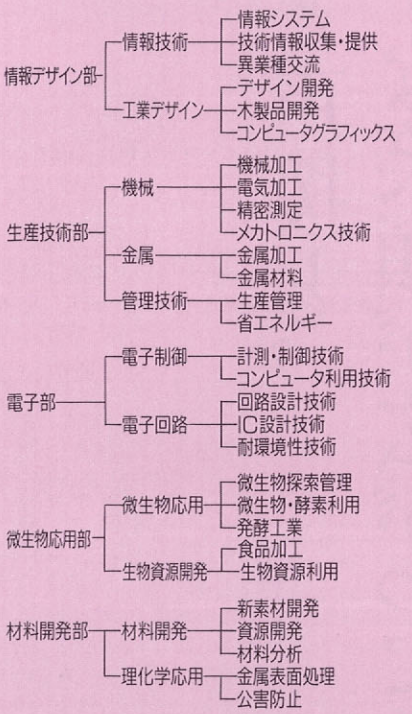 情報デザイン部
情報技術
情報システム
技術情報収集・提供
異業種交流
工業デザイン
デザイン開発
木製品開発
コンピュータグラフィックス
生産技術部
機械
機械加工
電気加工
精密測定
メカトロニクス技術
金属
金属加工
金属材料
管理技術
生産管理
省エネルギー
電子部
電子制御
計測・制御技術
コンピュータ利用技術
電子回路
回路設計技術
IC設計技術
耐環境性技術
微生物応用部
微生物応用
微生物探索管理
微生物・酵素利用
発酵工業
生物資源開発
食品加工
生物資源利用
材料開発部
材料開発
新素材開発
資源開発
材料分析
理化学応用
金属表面処理
公害防止